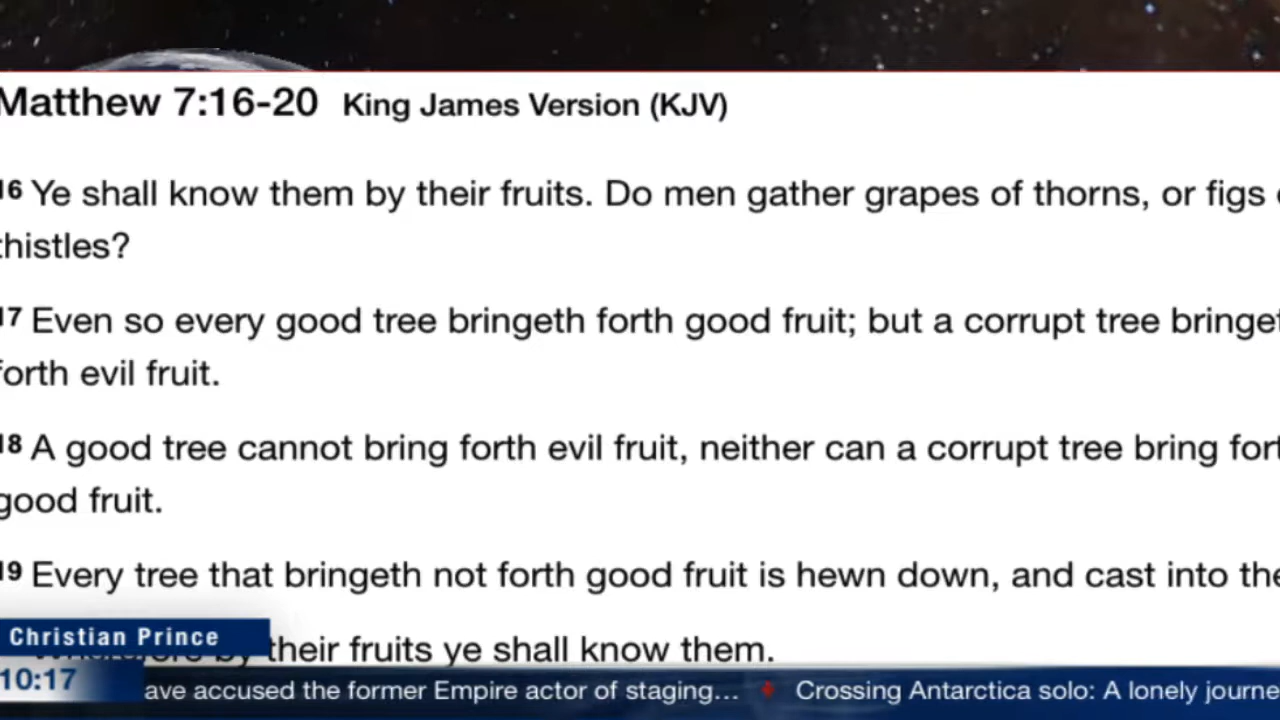 Matthew 7:16-20 King James Version (KJV)
16 Ye shall know them by their fruits. Do men gather grapes of thorns, or figs
thistles?
17 Even so every good tree bringeth forth good fruit; but a corrupt tree bringet
forth evil fruit.
18 A good tree cannot bring forth evil fruit, neither can a corrupt tree bring fort
good fruit.
19 Every tree that bringeth not forth good fruit is hewn down, and cast into the
Christian Prince
by their fruits ye shall know them.
10:17
ave accused the former Empire actor of staging... ♦ Crossing Antarctica solo: A lonely journe